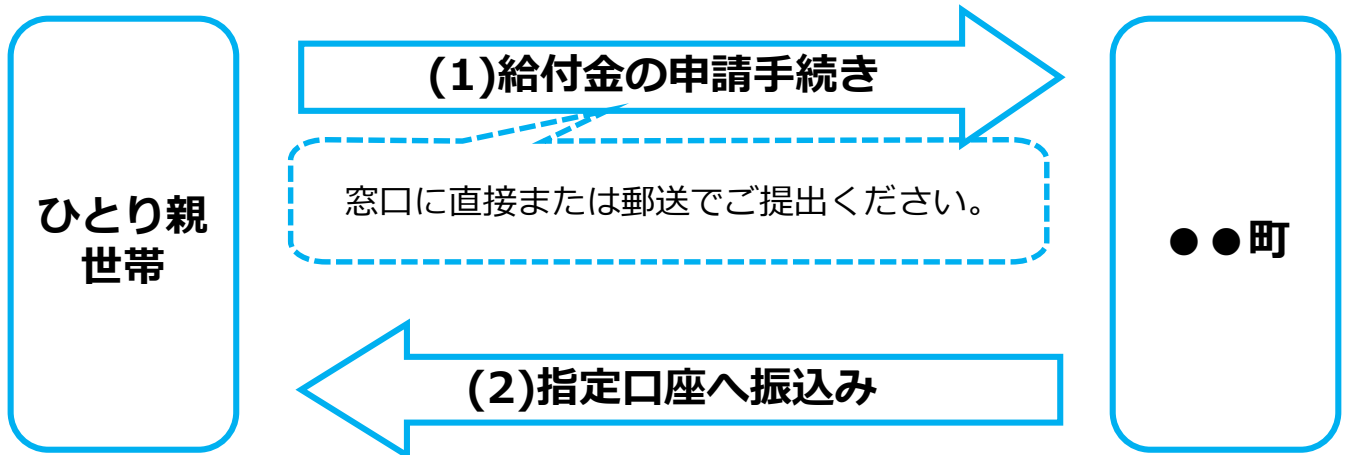 (1)給付金の申請手続き
窓口に直接または郵送でご提出ください。
ひとり親
世帯
●●町
(2)指定口座へ振込み